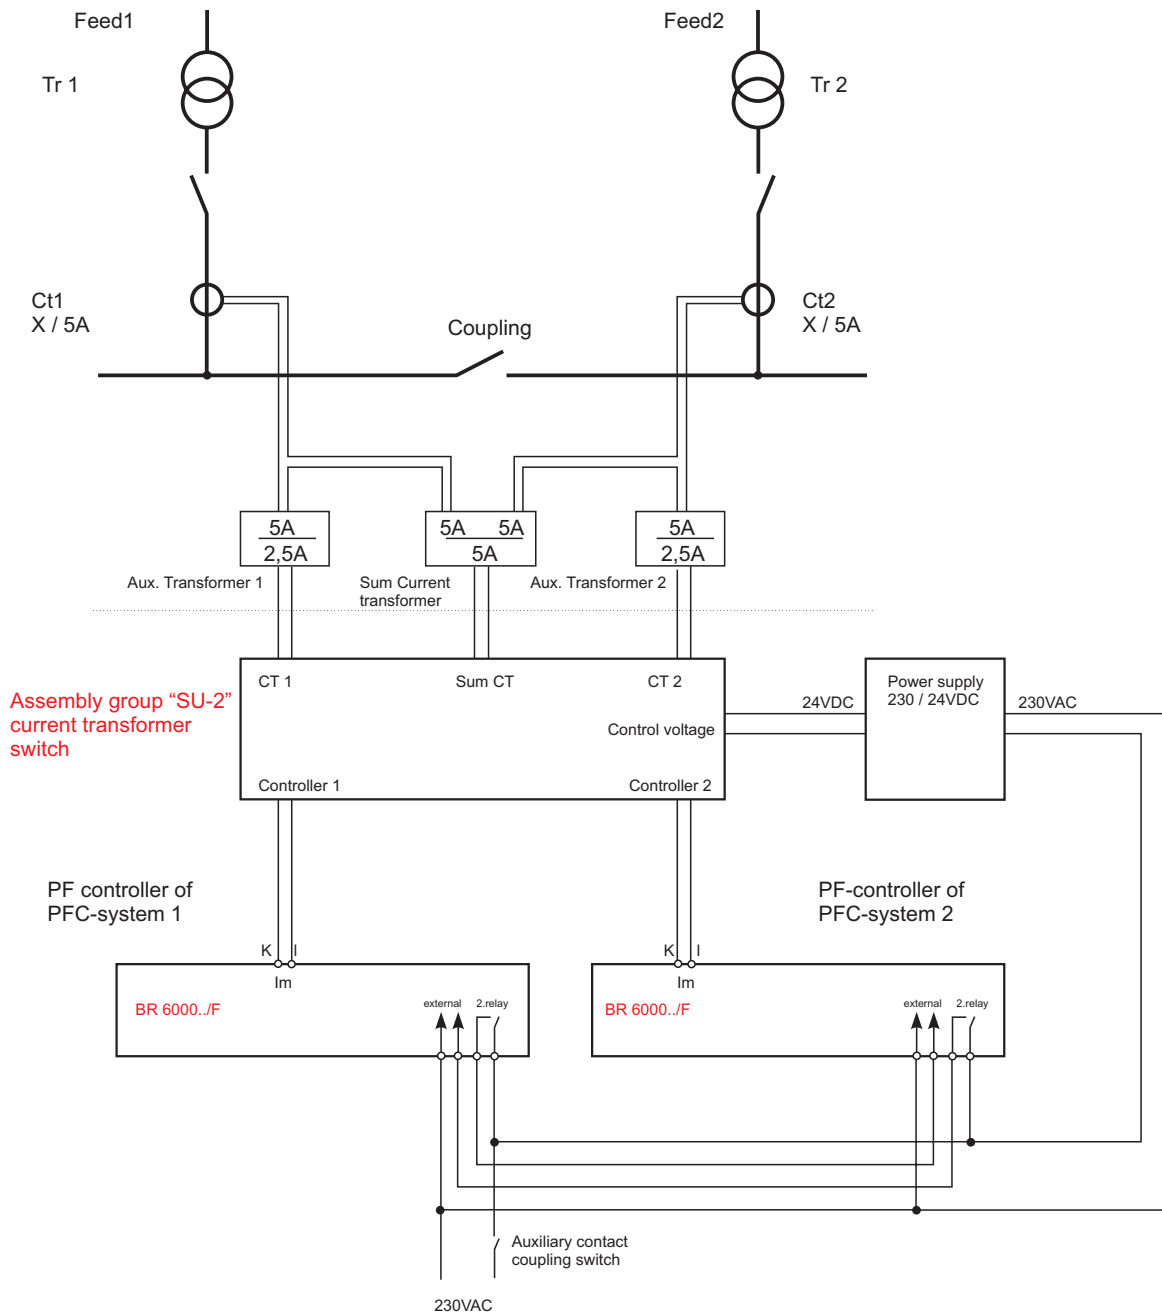 Feed1
Feed2
Tr 1
Tr 2
Ct1
X / 5A
Ct2
X / 5A
Coupling
5A
2,5A
5A 5A
5A
5A
2,5A
Aux. Transformer 1
Sum Current
transformer
Aux. Transformer 2
CT 1
Sum CT
CT 2
Control voltage
Controller 1
Controller 2
Assembly group “SU-2”
current transformer
switch
24VDC
Power supply
230 / 24VDC
230VAC
PF controller of
PFC-system 1
PF-controller of
PFC-system 2
K l
Im
BR 6000../F
external
2.relay
K l
Im
BR 6000../F
external
2.relay
Auxiliary contact
coupling switch
230VAC